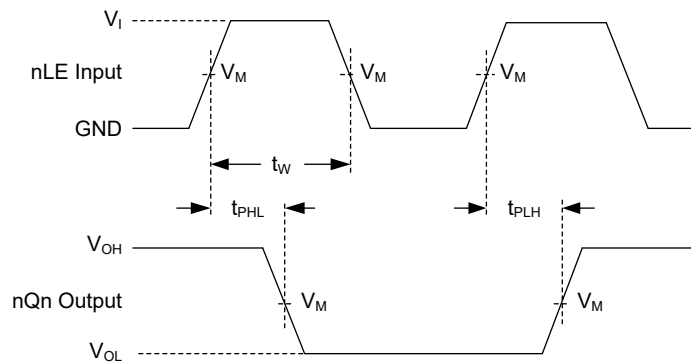 V_I
nLE Input
V_M V_M V_M
GND
t_W
t_PHL t_PLH
V_OH
nQn Output
V_M V_M
V_OL